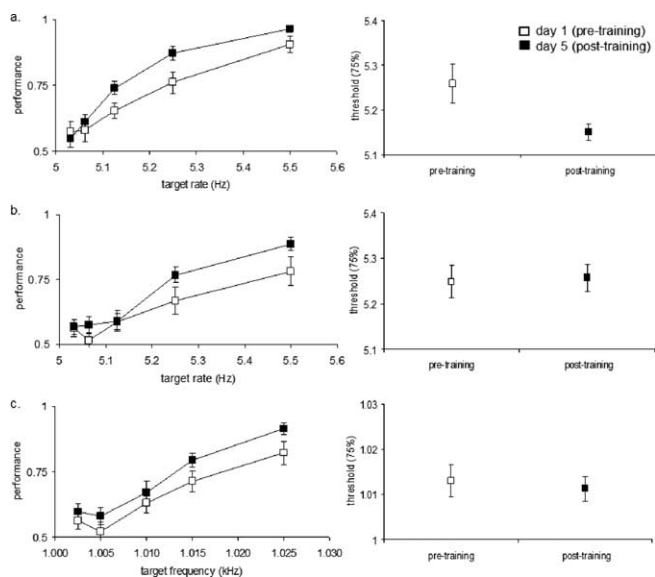 a.
performance
1
0.75
0.5
5 5.1 5.2 5.3 5.4 5.5 5.6
target rate (Hz)
threshold (75%)
5.4
5.3
5.2
5.1
pre-training post-training
day 1 (pre-training)
day 5 (post-training)
b.
performance
1
0.75
0.5
5 5.1 5.2 5.3 5.4 5.5 5.6
target rate (Hz)
threshold (75%)
5.4
5.3
5.2
5.1
pre-training post-training
c.
performance
1
0.75
0.5
1.000 1.005 1.010 1.015 1.020 1.025 1.030
target frequency (kHz)
threshold (75%)
1.03
1.02
1.01
1
pre-training post-training